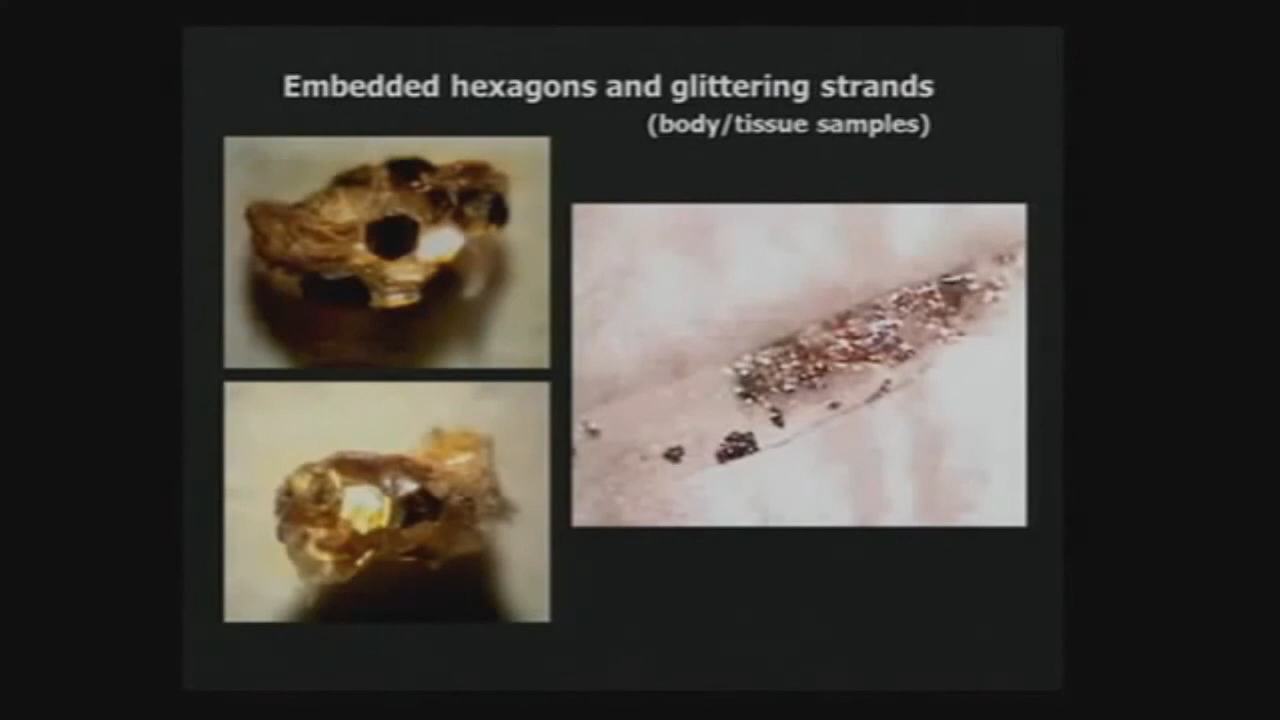 Embedded hexagons and glittering strands
(body/tissue samples)